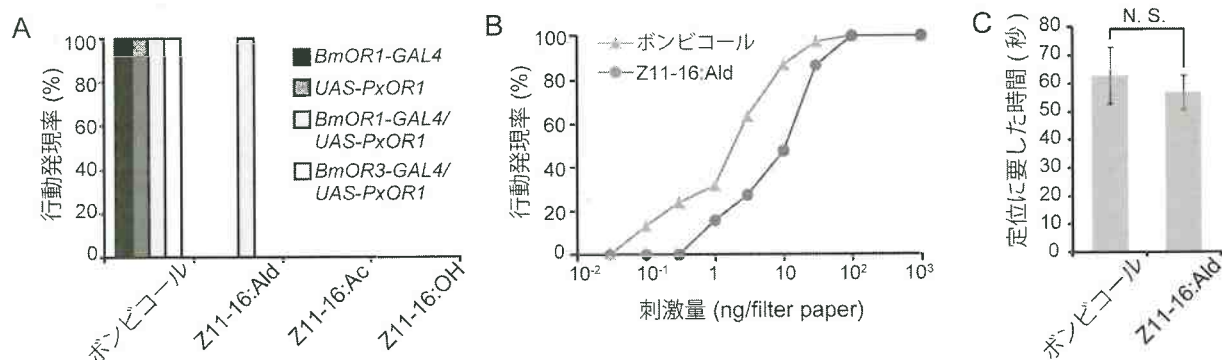 A
行動発現率 (%)
100
80
60
40
20
0
BmOR1-GAL4
UAS-PxOR1
BmOR1-GAL4/
UAS-PxOR1
BmOR3-GAL4/
UAS-PxOR1
ボンビコール
Z11-16:Ald
Z11-16:Ac
Z11-16:OH
B
行動発現率 (%)
100
80
60
40
20
0
ボンビコール
Z11-16:Ald
10⁻²
10⁻¹
1
10
10²
10³
刺激量 (ng/filter paper)
C
定位に要した時間 (秒)
80
70
60
50
40
30
20
10
0
N. S.
ボンビコール
Z11-16:Ald